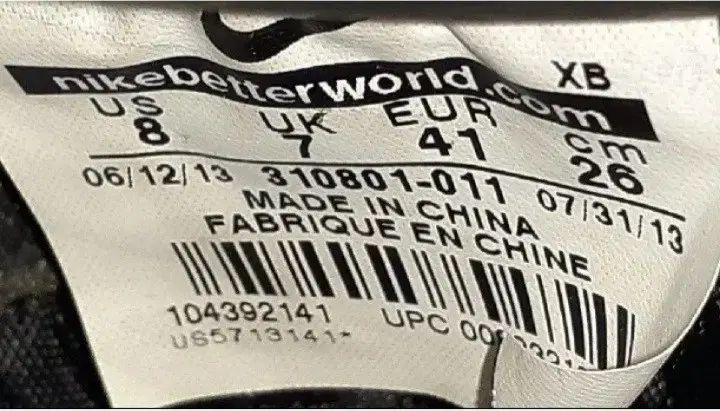 XB
nikebetterworld.com
US UK EUR cm
8 7 41 26
06/12/13 310801-011 07/31/13
MADE IN CHINA
FABRIQUE EN CHINE
104392141 UPC
US5713141-